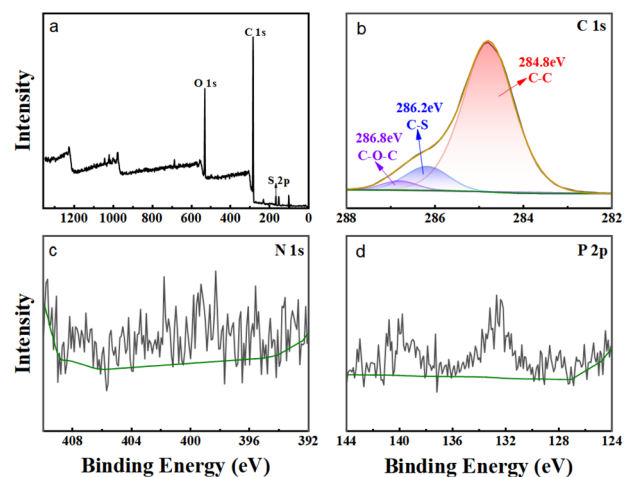 a
C 1s
O 1s
S 2p
Intensity
1200 1000 800 600 400 200 0
b
C 1s
284.8eV
C-C
286.2eV
C-S
286.8eV
C-O-C
288 286 284 282
c
N 1s
Intensity
408 404 400 396 392
Binding Energy (eV)
d
P 2p
Intensity
144 140 136 132 128 124
Binding Energy (eV)